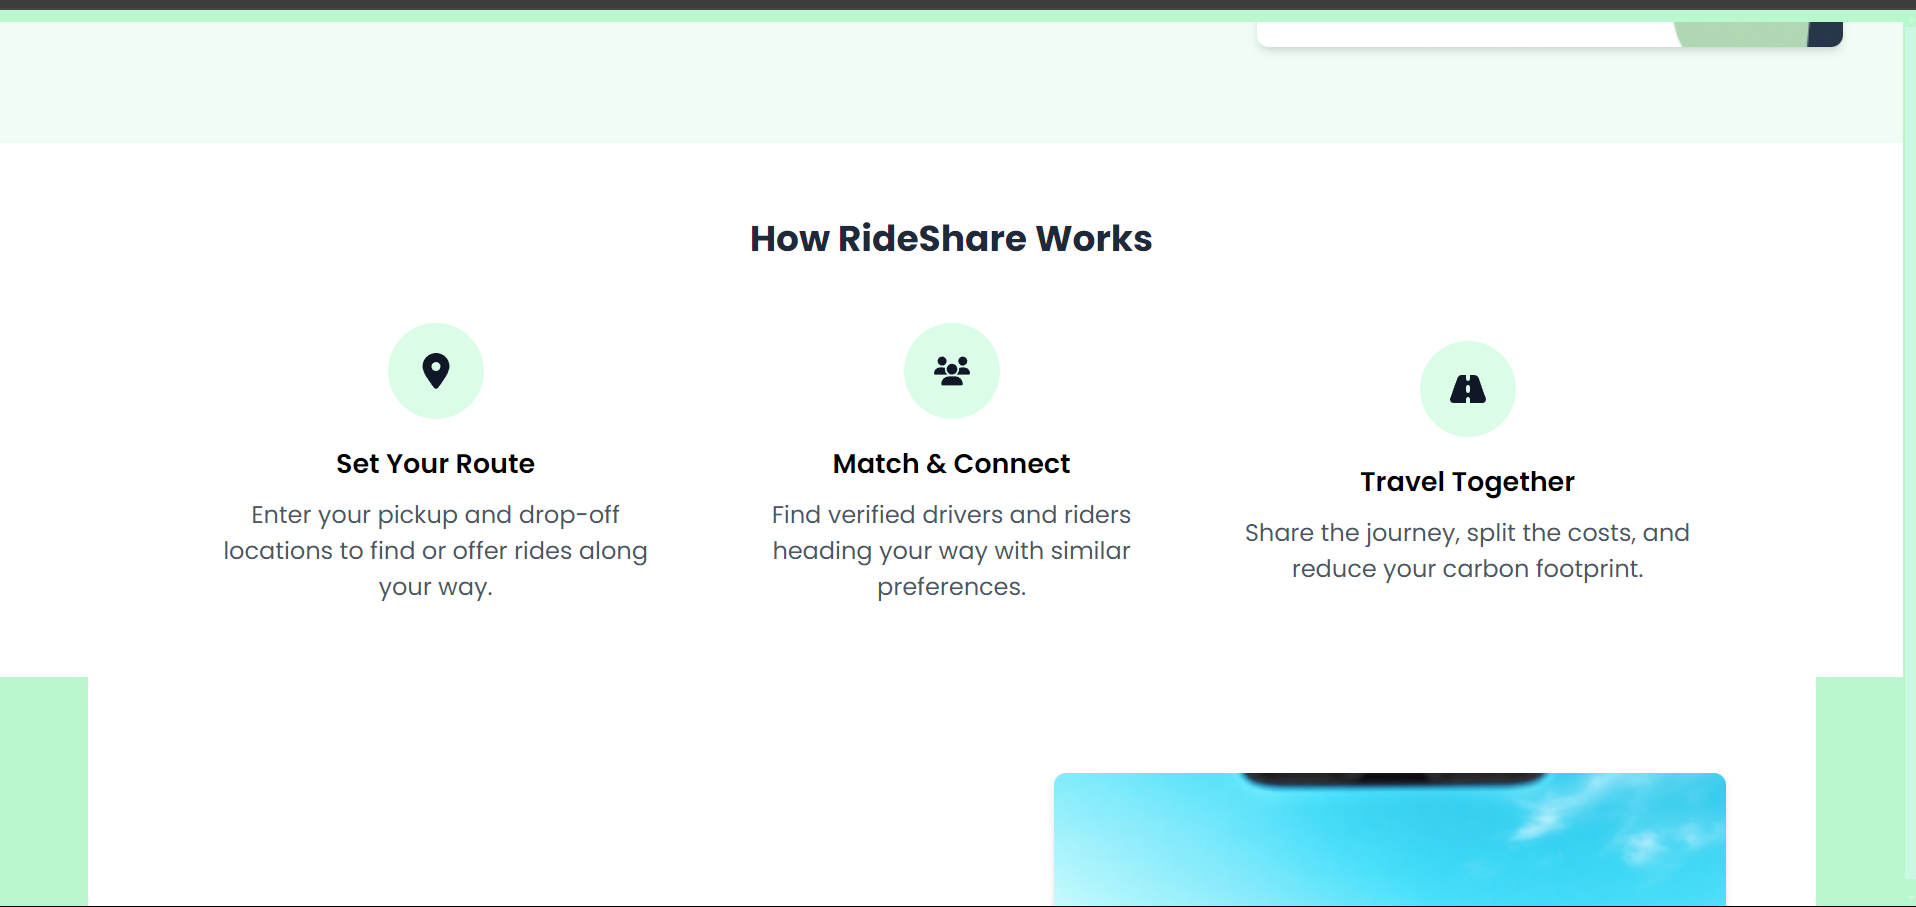 How RideShare Works
Set Your Route
Enter your pickup and drop-off
locations to find or offer rides along
your way.
Match & Connect
Find verified drivers and riders
heading your way with similar
preferences.
Travel Together
Share the journey, split the costs, and
reduce your carbon footprint.